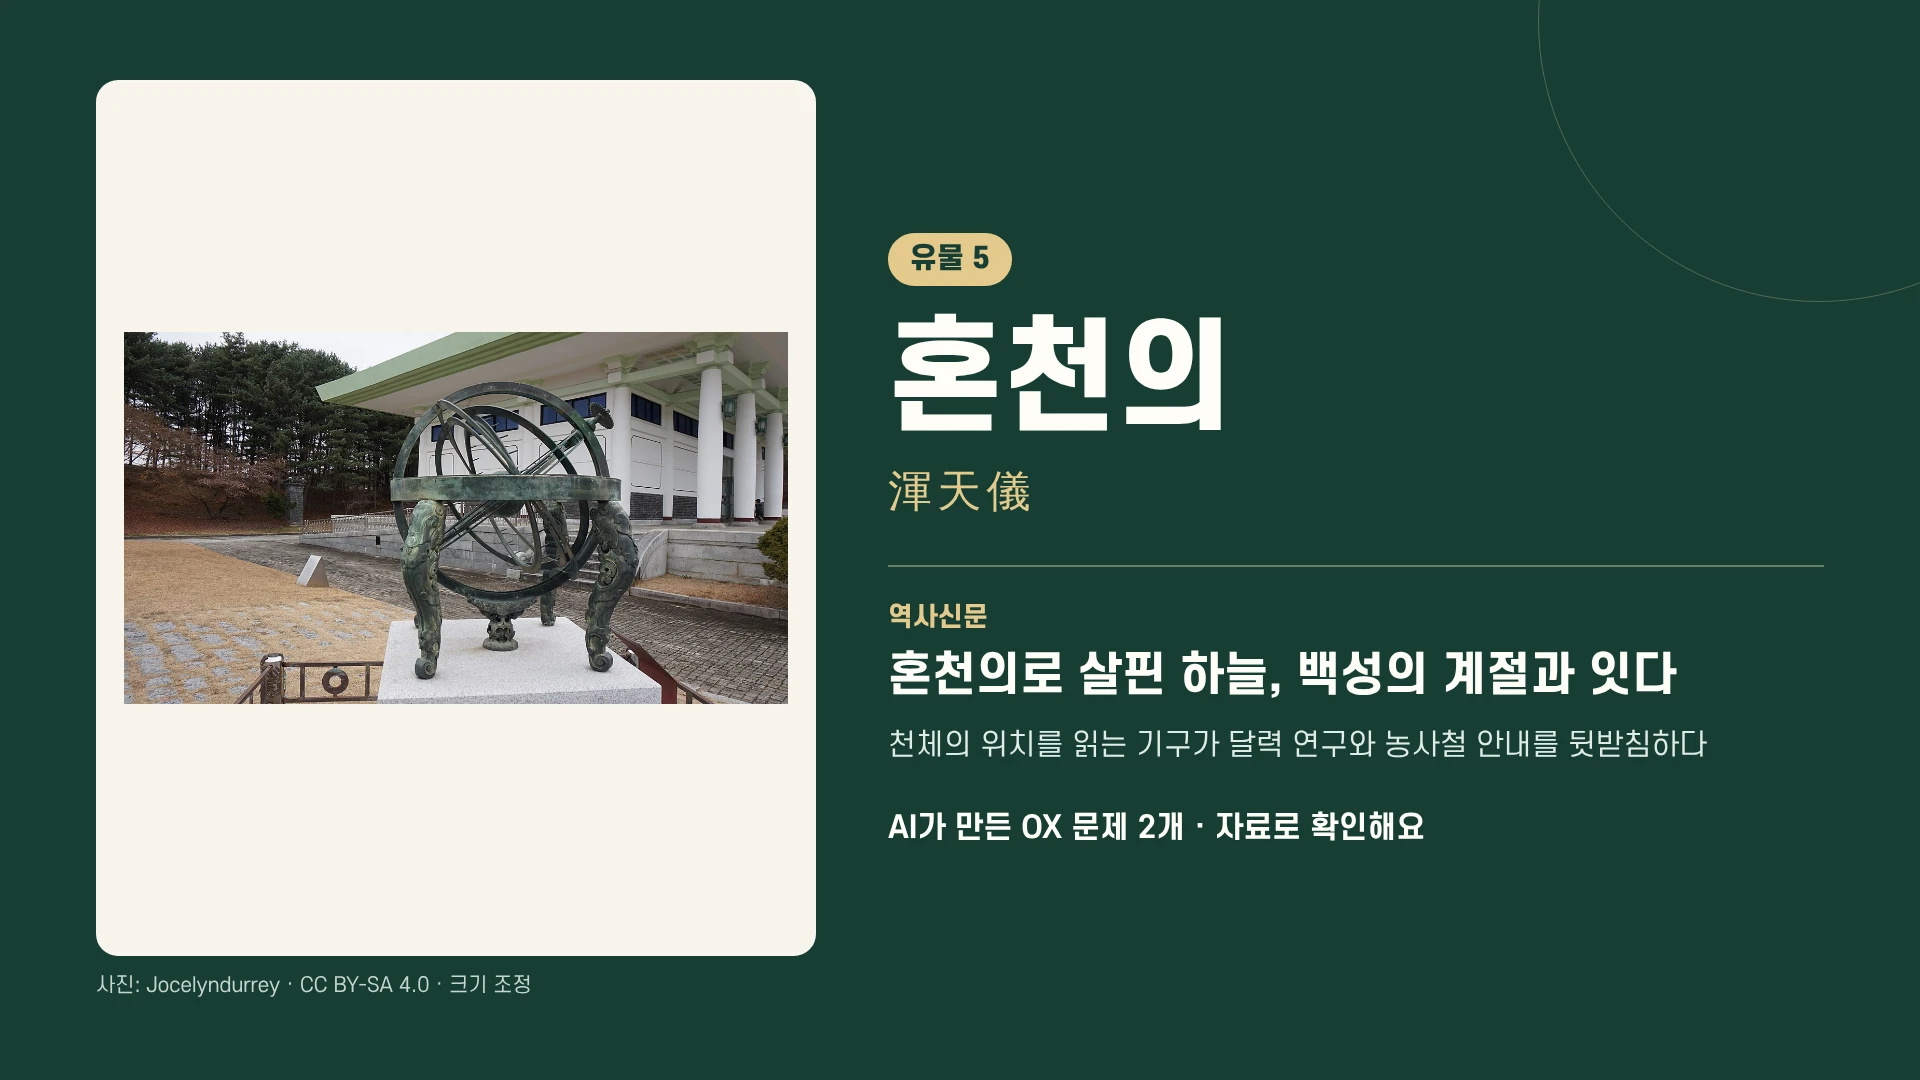 유물 5
혼천의
渾天儀
역사신문
혼천의로 살핀 하늘, 백성의 계절과 잇다
천체의 위치를 읽는 기구가 달력 연구와 농사철 안내를 뒷받침하다
AI가 만든 OX 문제 2개 · 자료로 확인해요
사진: Jocelyndurrey · CC BY-SA 4.0 · 크기 조정